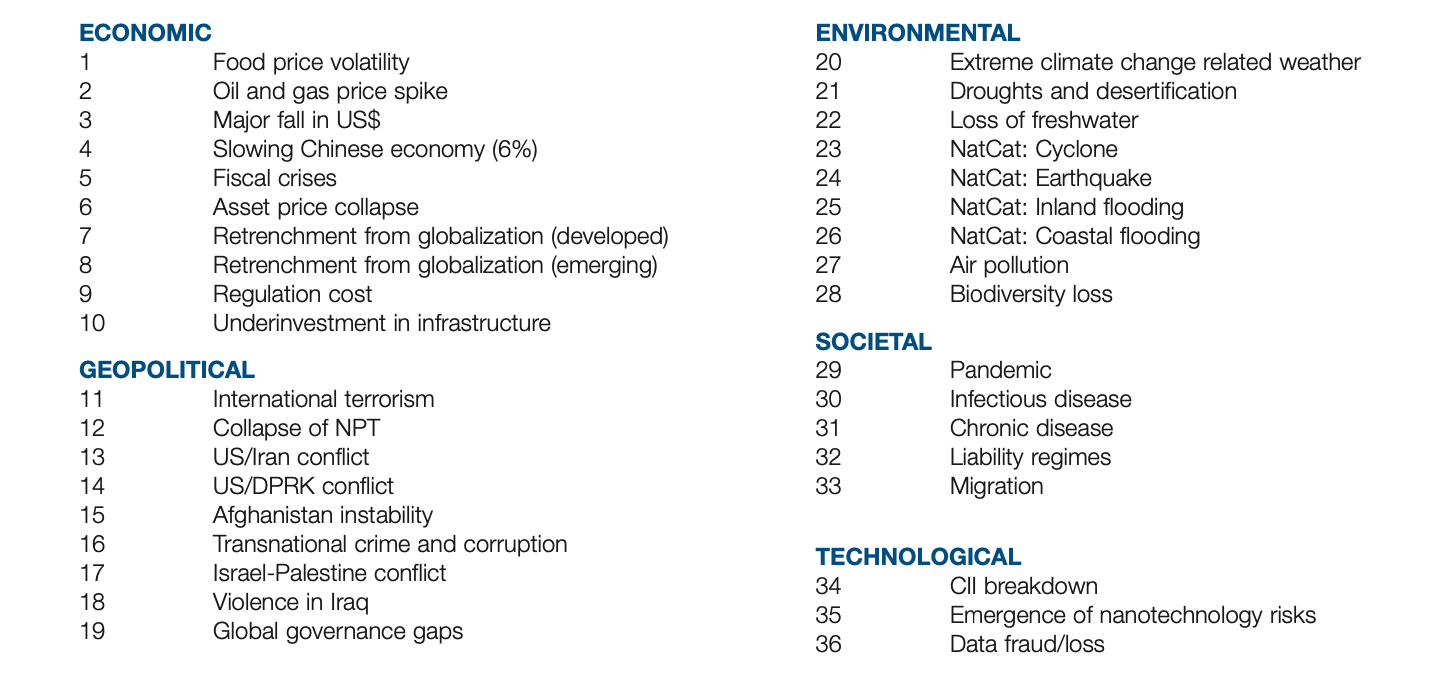 ECONOMIC
1 Food price volatility
2 Oil and gas price spike
3 Major fall in US$
4 Slowing Chinese economy (6%)
5 Fiscal crises
6 Asset price collapse
7 Retrenchment from globalization (developed)
8 Retrenchment from globalization (emerging)
9 Regulation cost
10 Underinvestment in infrastructure
GEOPOLITICAL
11 International terrorism
12 Collapse of NPT
13 US/Iran conflict
14 US/DPRK conflict
15 Afghanistan instability
16 Transnational crime and corruption
17 Israel-Palestine conflict
18 Violence in Iraq
19 Global governance gaps
ENVIRONMENTAL
20 Extreme climate change related weather
21 Droughts and desertification
22 Loss of freshwater
23 NatCat: Cyclone
24 NatCat: Earthquake
25 NatCat: Inland flooding
26 NatCat: Coastal flooding
27 Air pollution
28 Biodiversity loss
SOCIETAL
29 Pandemic
30 Infectious disease
31 Chronic disease
32 Liability regimes
33 Migration
TECHNOLOGICAL
34 CII breakdown
35 Emergence of nanotechnology risks
36 Data fraud/loss